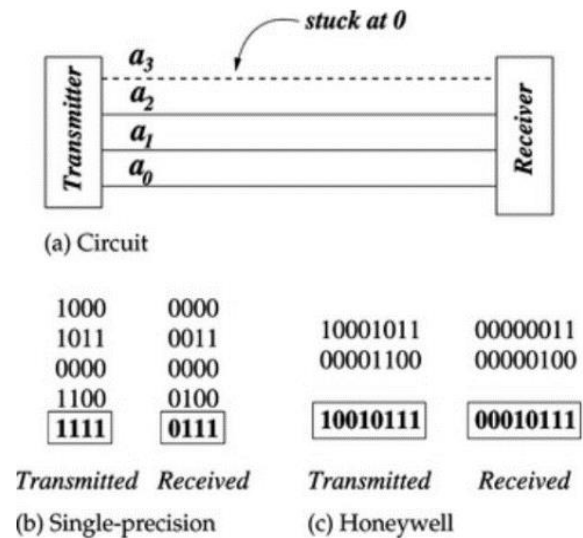 stuck at 0
a3
a2
a1
a0
Transmitter
Receiver
(a) Circuit
1000 0000
1011 0011
0000 0000
1100 0100
1111 0111
Transmitted Received
(b) Single-precision
10001011 00000011
00001100 00000100
10010111 00010111
Transmitted Received
(c) Honeywell